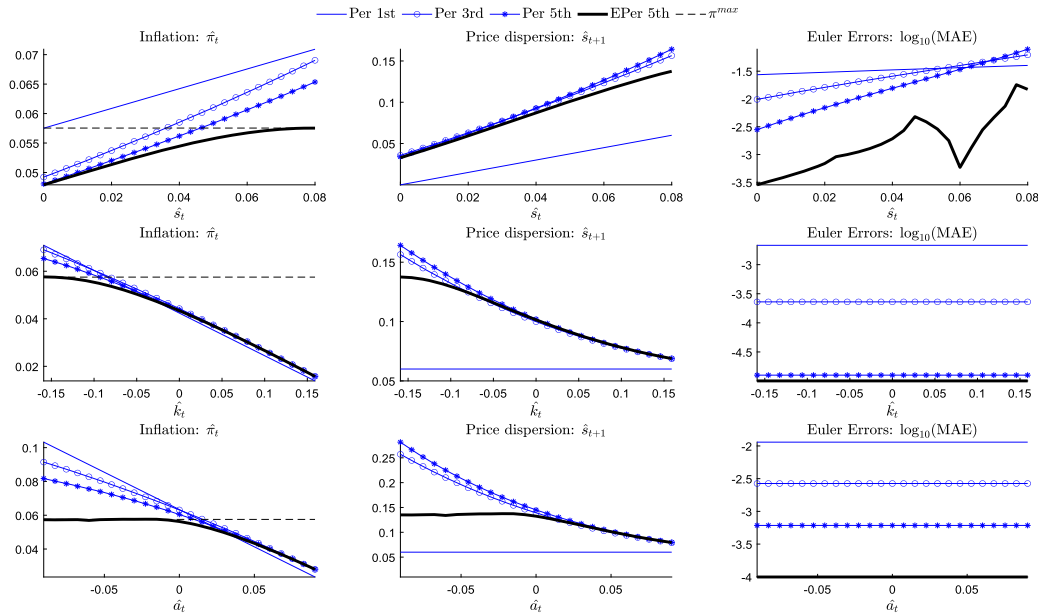 Per 1st Per 3rd Per 5th EPer 5th π^max
Inflation: π̂_t Price dispersion: ŝ_{t+1} Euler Errors: log₁₀(MAE)
0.07 0.15 -1.5
0.065 -2
0.06 0.1 -2.5
0.055 0.05 -3
0.05 -3.5
0 0.02 0.04 0.06 0.08 0 0.02 0.04 0.06 0.08 0 0.02 0.04 0.06 0.08
ŝ_t ŝ_t ŝ_t
Inflation: π̂_t Price dispersion: ŝ_{t+1} Euler Errors: log₁₀(MAE)
0.06 0.15 -3
-3.5
0.04 0.1 -4
0.02 -4.5
0.05
-0.15 -0.1 -0.05 0 0.05 0.1 0.15 -0.15 -0.1 -0.05 0 0.05 0.1 0.15 -0.15 -0.1 -0.05 0 0.05 0.1 0.15
k̂_t k̂_t k̂_t
Inflation: π̂_t Price dispersion: ŝ_{t+1} Euler Errors: log₁₀(MAE)
0.1 0.25 -2
0.08 0.2 -2.5
0.06 0.15 -3
0.04 0.1 -3.5
0.05 -4
-0.05 0 0.05 -0.05 0 0.05 -0.05 0 0.05
â_t â_t â_t